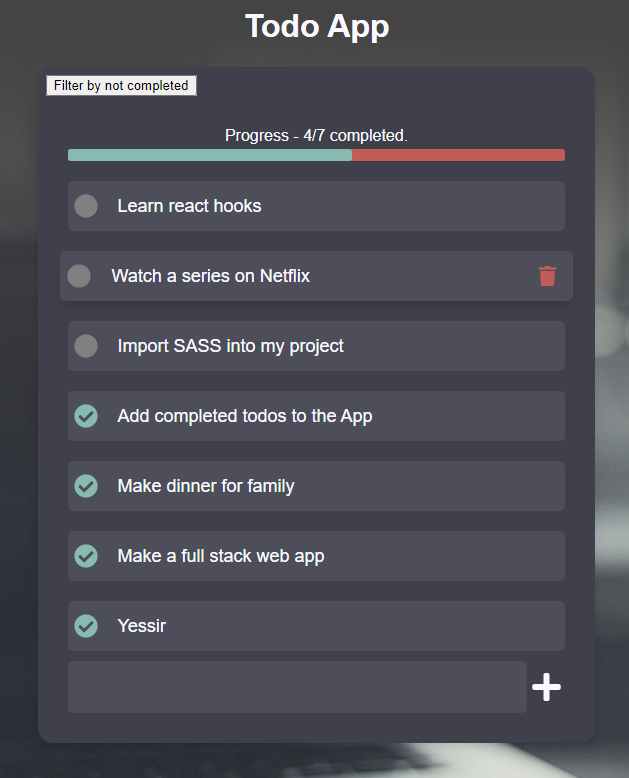 Todo App
Filter by not completed
Progress - 4/7 completed.
Learn react hooks
Watch a series on Netflix
Import SASS into my project
Add completed todos to the App
Make dinner for family
Make a full stack web app
Yessir